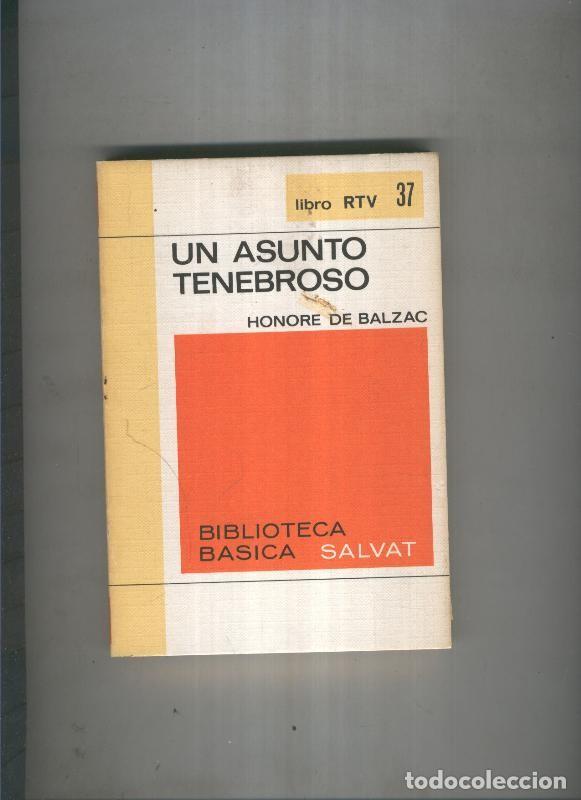 libro RTV 37
UN ASUNTO
TENEBROSO
HONORE DE BALZAC
BIBLIOTECA
BASICA SALVAT
todocoleccion